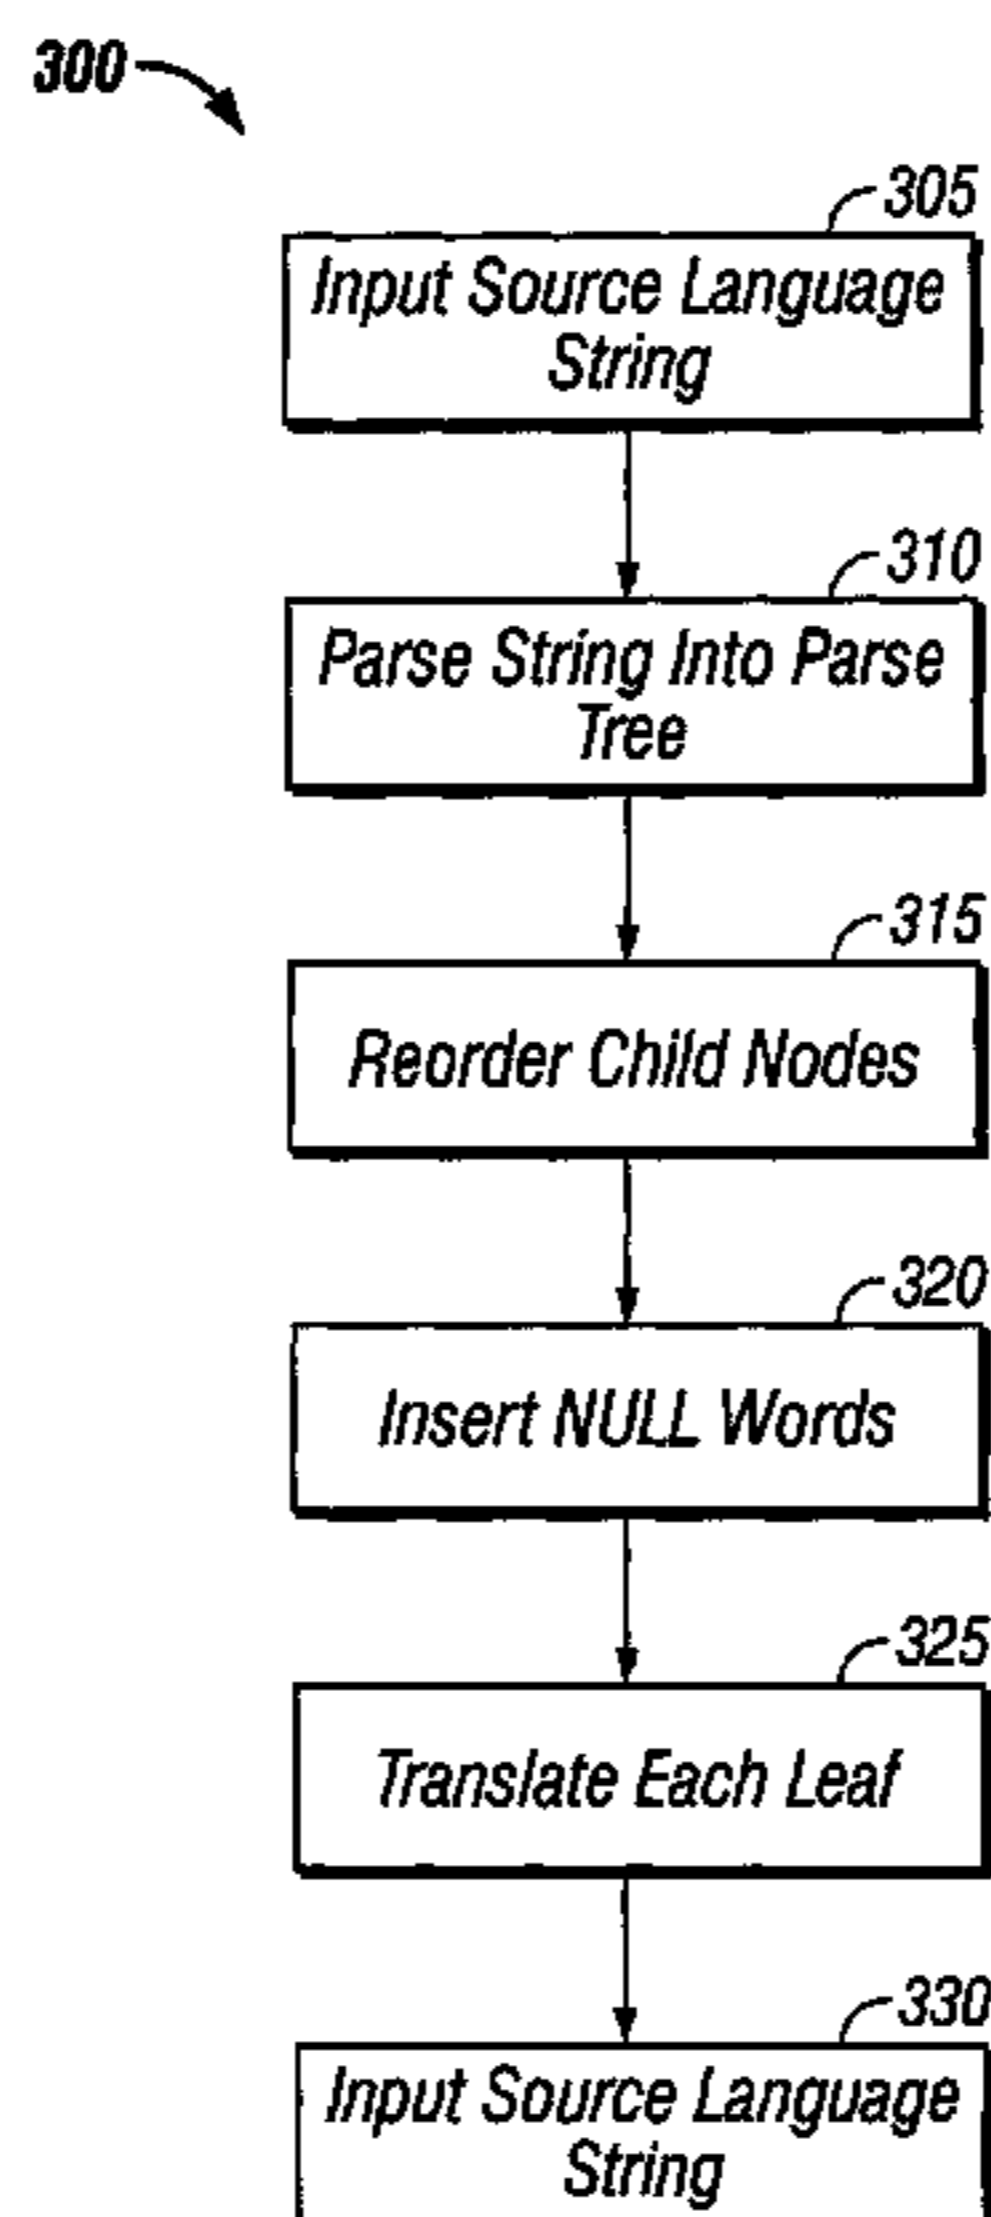 300
305
Input Source Language
String
310
Parse String Into Parse
Tree
315
Reorder Child Nodes
320
Insert NULL Words
325
Translate Each Leaf
330
Input Source Language
String